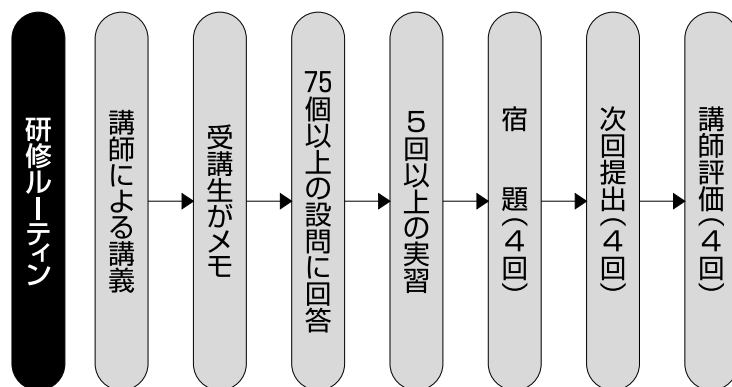 研修ルーティン
講師による講義
受講生がメモ
75個以上の設問に回答
５回以上の実習
宿　題（４回）
次回提出（４回）
講師評価（４回）